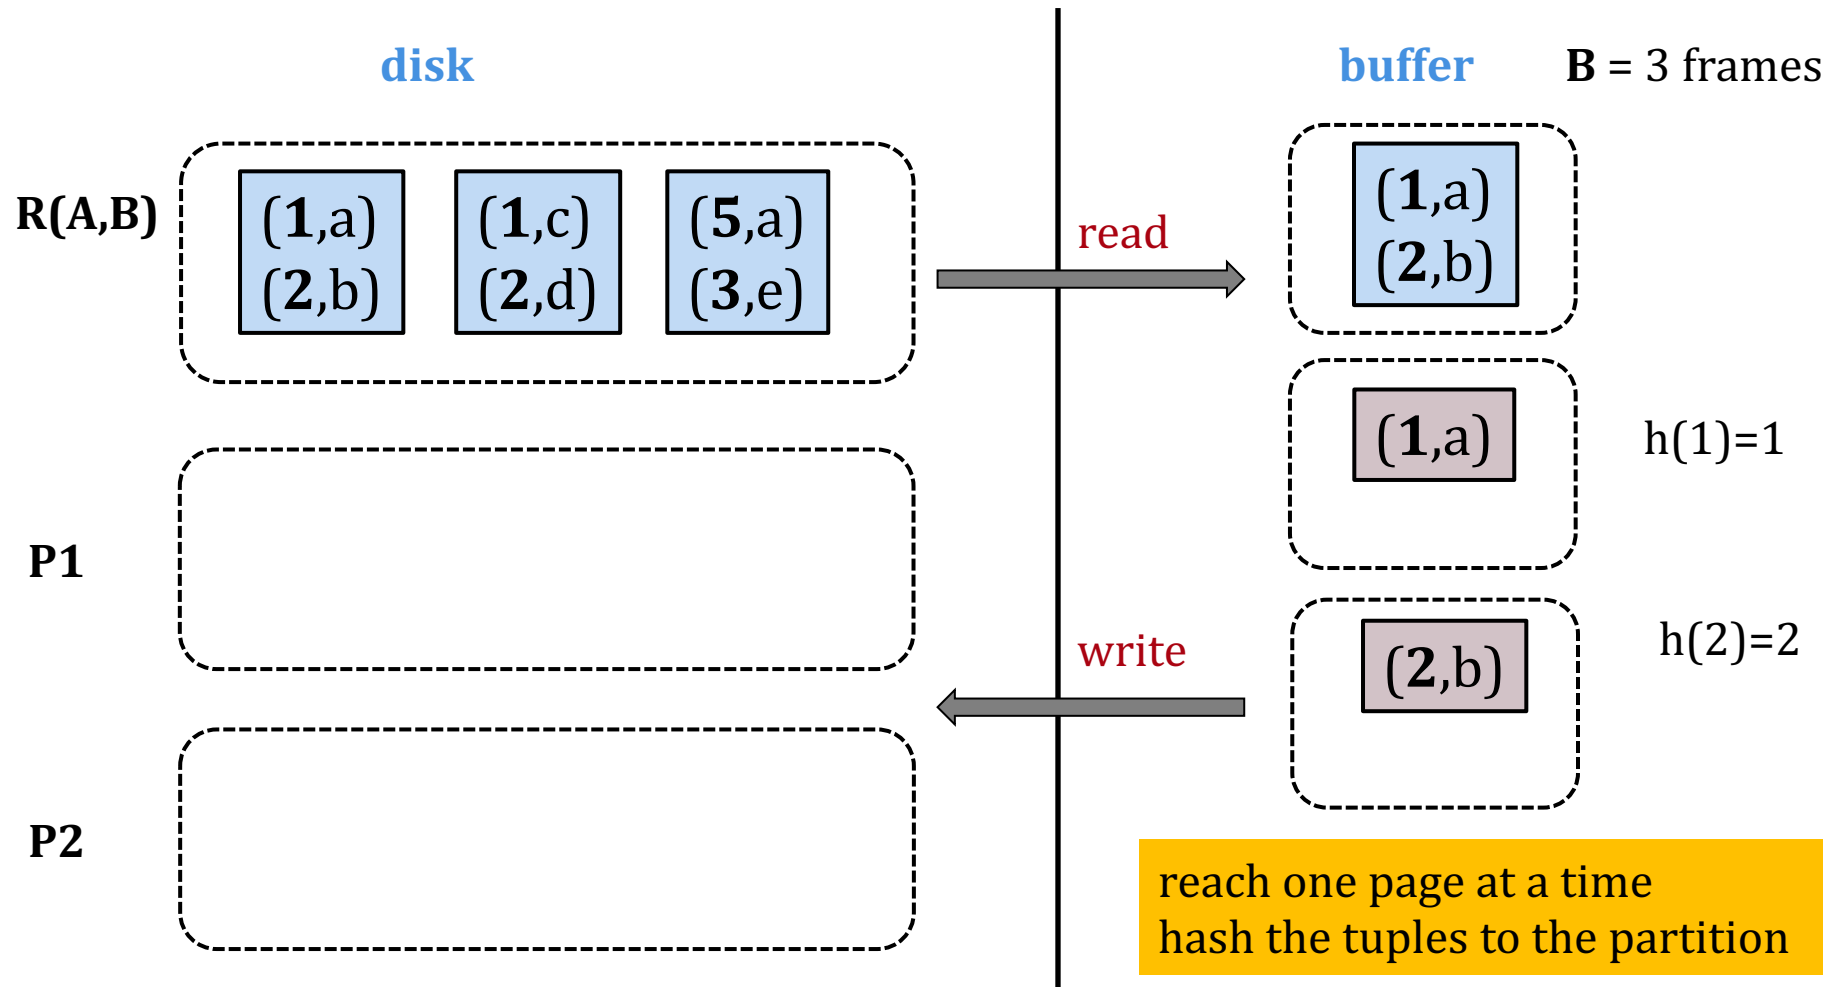 disk
buffer
B = 3 frames
R(A,B)
(1,a)
(2,b)
(1,c)
(2,d)
(5,a)
(3,e)
read
(1,a)
(2,b)
(1,a)
h(1)=1
P1
write
(2,b)
h(2)=2
P2
reach one page at a time
hash the tuples to the partition